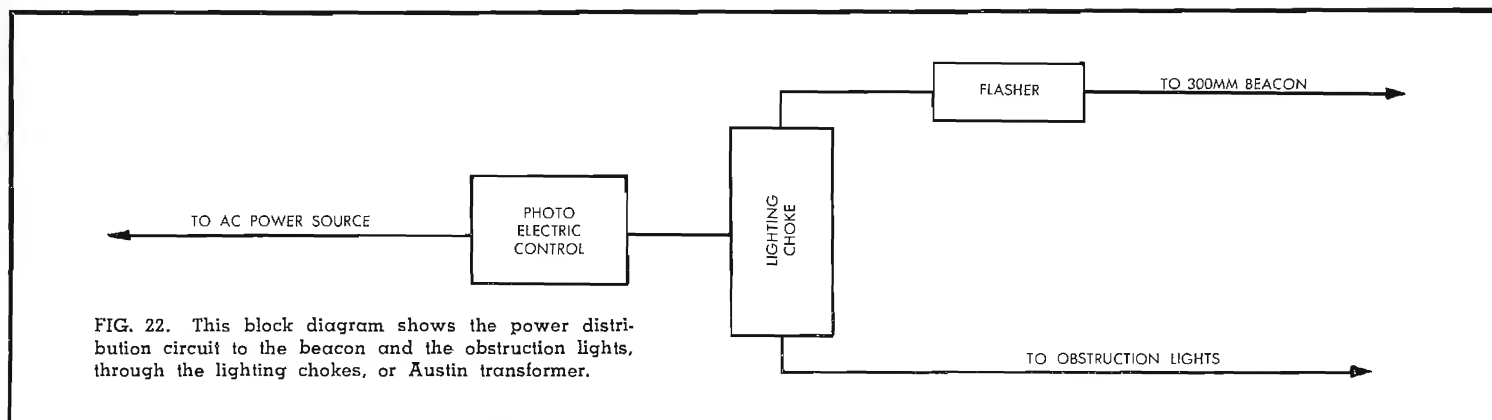 FLASHER
TO 300MM BEACON
TO AC POWER SOURCE
PHOTO
ELECTRIC
CONTROL
LIGHTING
CHOKE
FIG. 22. This block diagram shows the power distri-
bution circuit to the beacon and the obstruction lights,
through the lighting chokes, or Austin transformer.
TO OBSTRUCTION LIGHTS